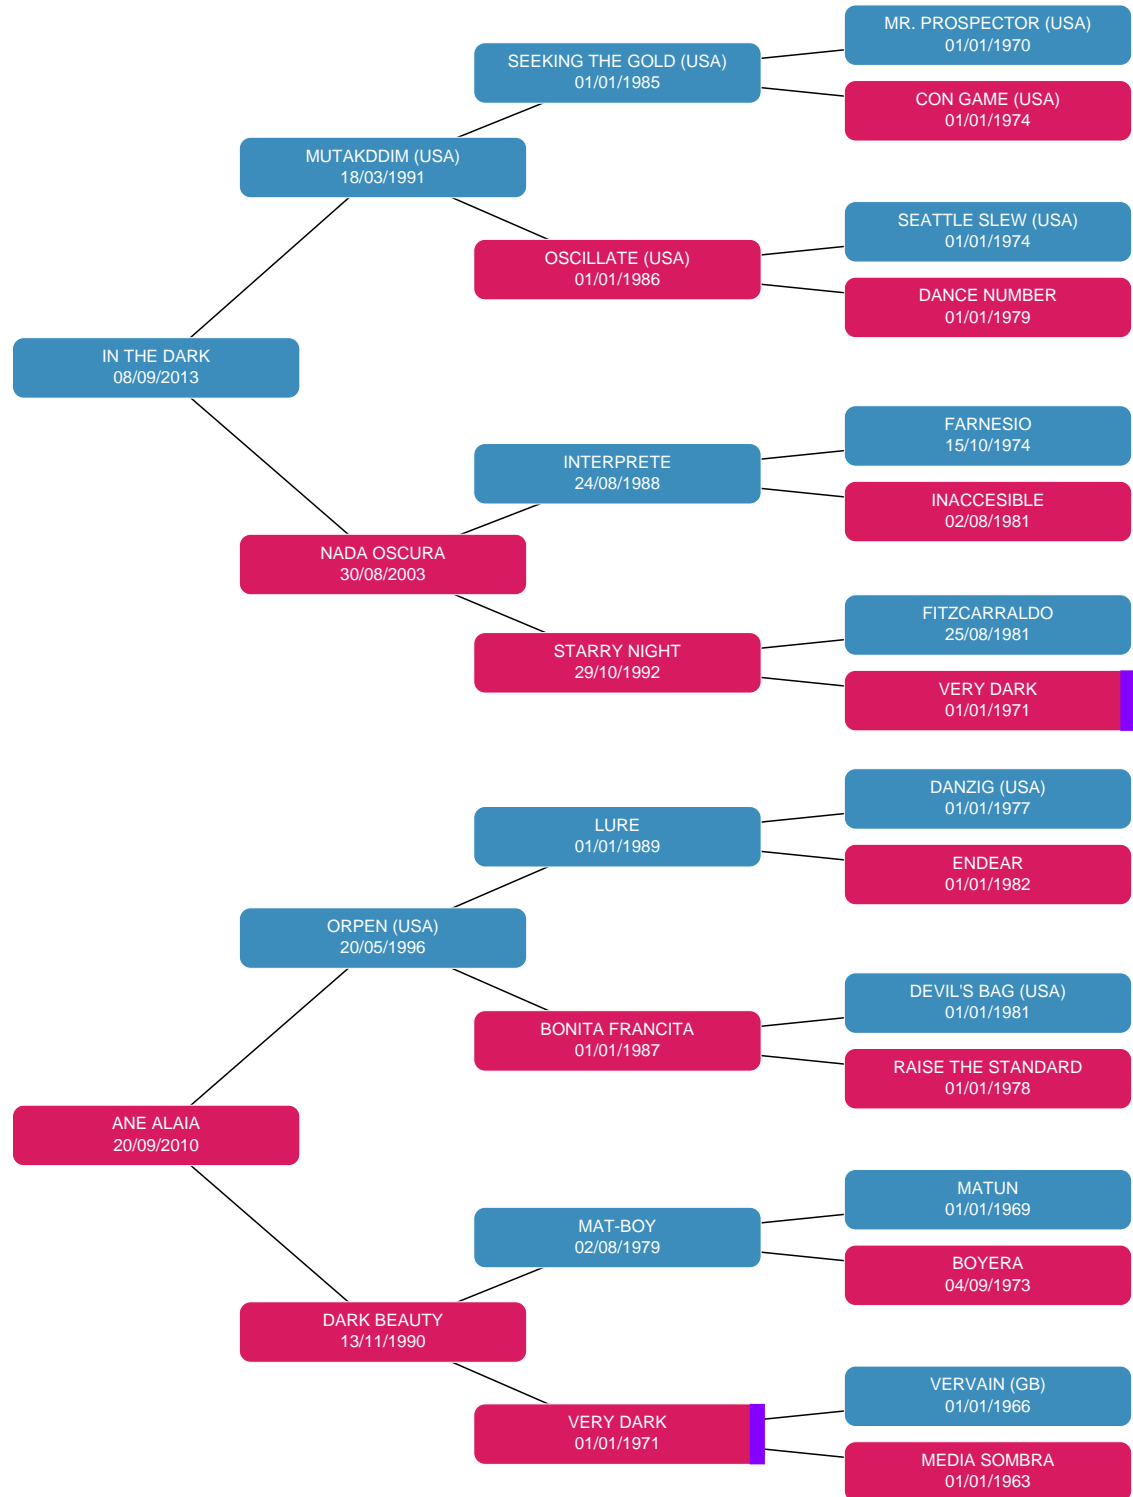 MR. PROSPECTOR (USA)
01/01/1970
SEEKING THE GOLD (USA)
01/01/1985
CON GAME (USA)
01/01/1974
MUTAKDDIM (USA)
18/03/1991
SEATTLE SLEW (USA)
01/01/1974
OSCILLATE (USA)
01/01/1986
DANCE NUMBER
01/01/1979
IN THE DARK
08/09/2013
FARNESIO
15/10/1974
INTERPRETE
24/08/1988
INACCESIBLE
02/08/1981
NADA OSCURA
30/08/2003
FITZCARRALDO
25/08/1981
STARRY NIGHT
29/10/1992
VERY DARK
01/01/1971
DANZIG (USA)
01/01/1977
LURE
01/01/1989
ENDEAR
01/01/1982
ORPEN (USA)
20/05/1996
DEVIL'S BAG (USA)
01/01/1981
BONITA FRANCITA
01/01/1987
RAISE THE STANDARD
01/01/1978
ANE ALAIA
20/09/2010
MATUN
01/01/1969
MAT-BOY
02/08/1979
BOYERA
04/09/1973
DARK BEAUTY
13/11/1990
VERVAIN (GB)
01/01/1966
VERY DARK
01/01/1971
MEDIA SOMBRA
01/01/1963